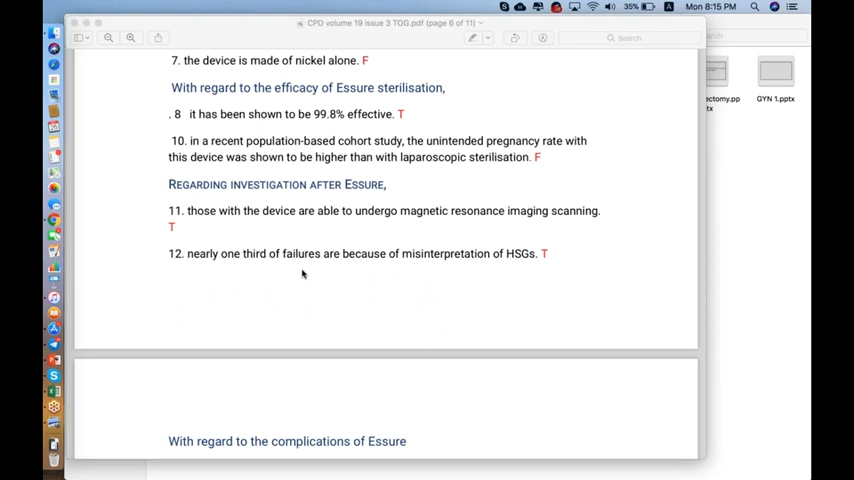 35%
A
Mon 8:15 PM
CPD volume 19 issue 3 TOG.pdf (page 6 of 11)
Search
ectomy.pp
tx
GYN 1.pptx
7. the device is made of nickel alone. F
With regard to the efficacy of Essure sterilisation,
. 8 it has been shown to be 99.8% effective. T
10. in a recent population-based cohort study, the unintended pregnancy rate with
this device was shown to be higher than with laparoscopic sterilisation. F
REGARDING INVESTIGATION AFTER ESSURE,
11. those with the device are able to undergo magnetic resonance imaging scanning.
T
12. nearly one third of failures are because of misinterpretation of HSGs. T
With regard to the complications of Essure